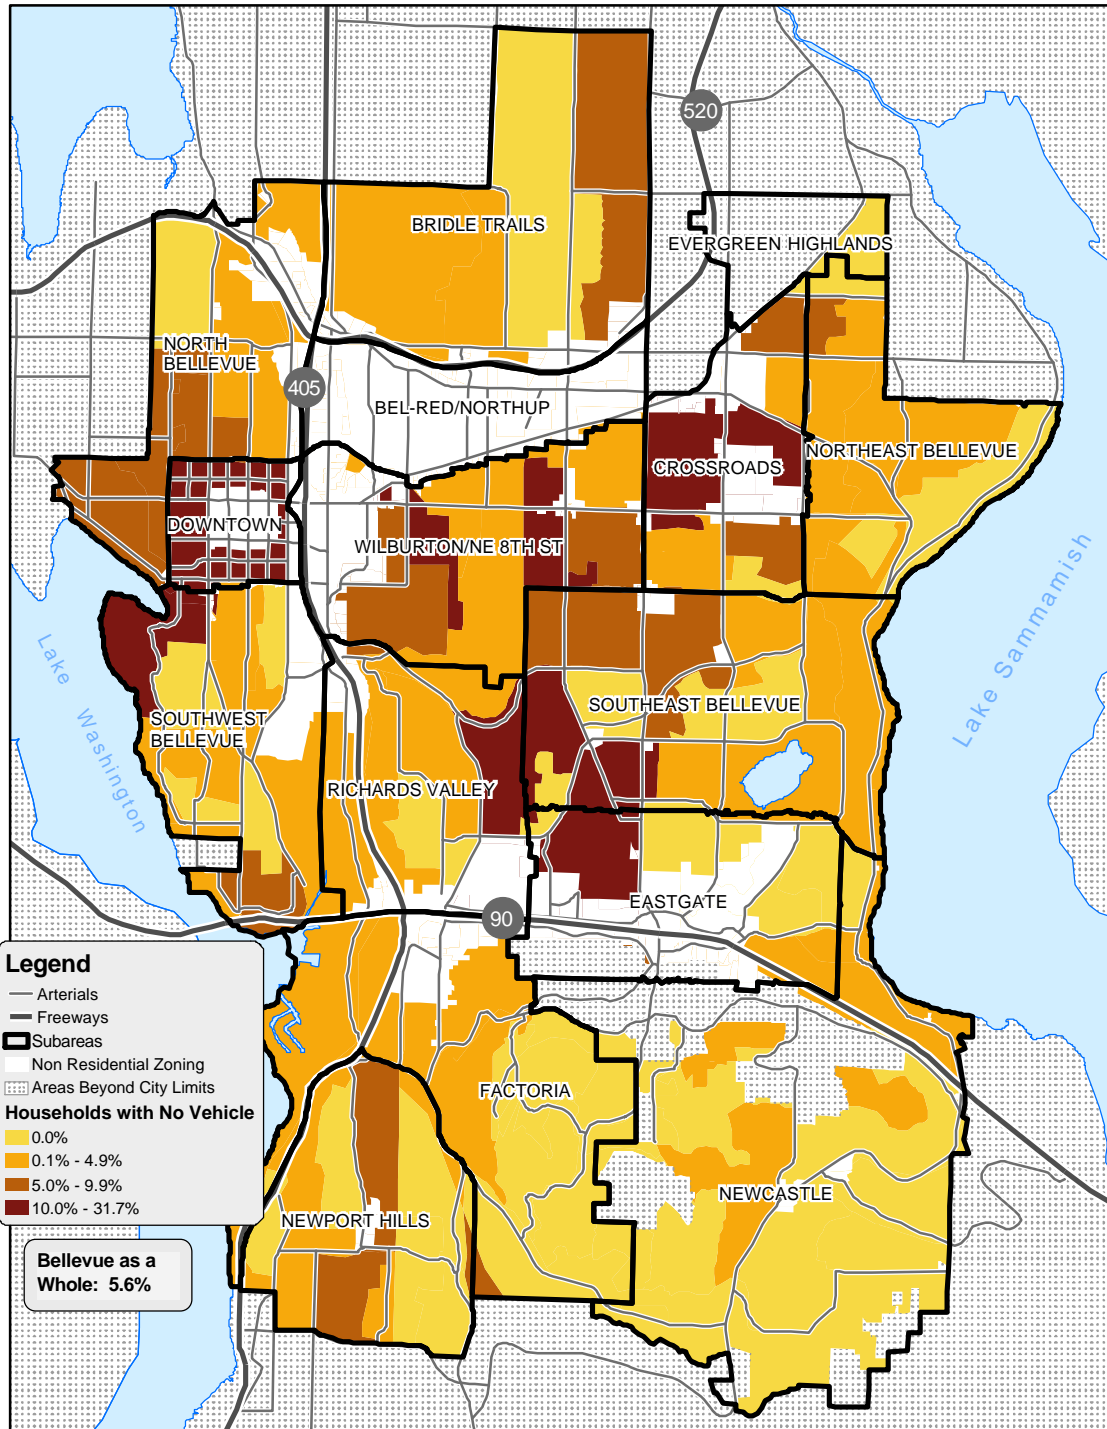 520
BRIDLE TRAILS
EVERGREEN HIGHLANDS
NORTH
BELLEVUE
405
BEL-RED/NORTHUP
CROSSROADS
NORTHEAST BELLEVUE
DOWNTOWN
WILBURTON/NE 8TH ST
Lake Washington
Lake Sammamish
SOUTHWEST
BELLEVUE
SOUTHEAST BELLEVUE
RICHARDS VALLEY
EASTGATE
90
FACTORIA
NEWCASTLE
NEWPORT HILLS
Legend
Arterials
Freeways
Subareas
Non Residential Zoning
Areas Beyond City Limits
Households with No Vehicle
0.0%
0.1% - 4.9%
5.0% - 9.9%
10.0% - 31.7%
Bellevue as a
Whole: 5.6%